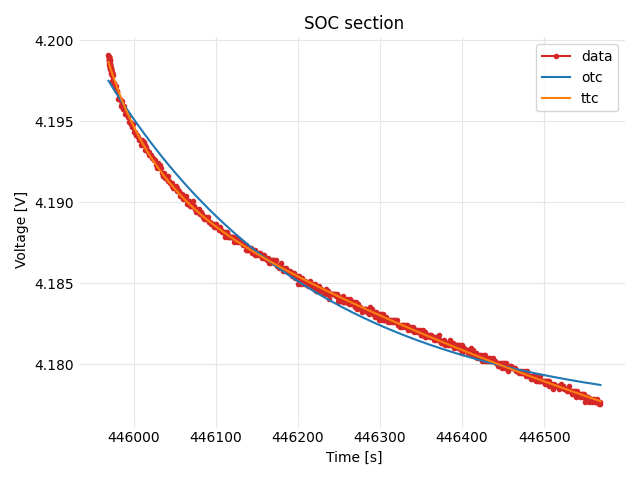 SOC section
4.200
4.195
4.190
4.185
4.180
Voltage [V]
data
otc
ttc
446000 446100 446200 446300 446400 446500
Time [s]